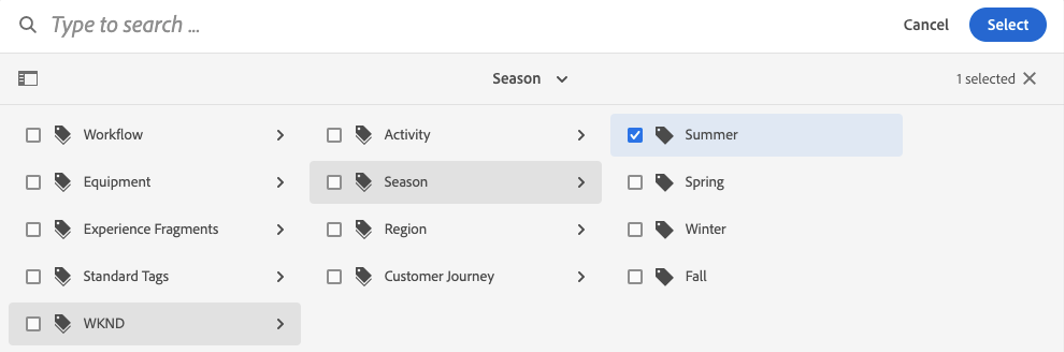 Type to search ...
Cancel
Select
Season
1 selected
Workflow
Equipment
Experience Fragments
Standard Tags
WKND
Activity
Season
Region
Customer Journey
Summer
Spring
Winter
Fall